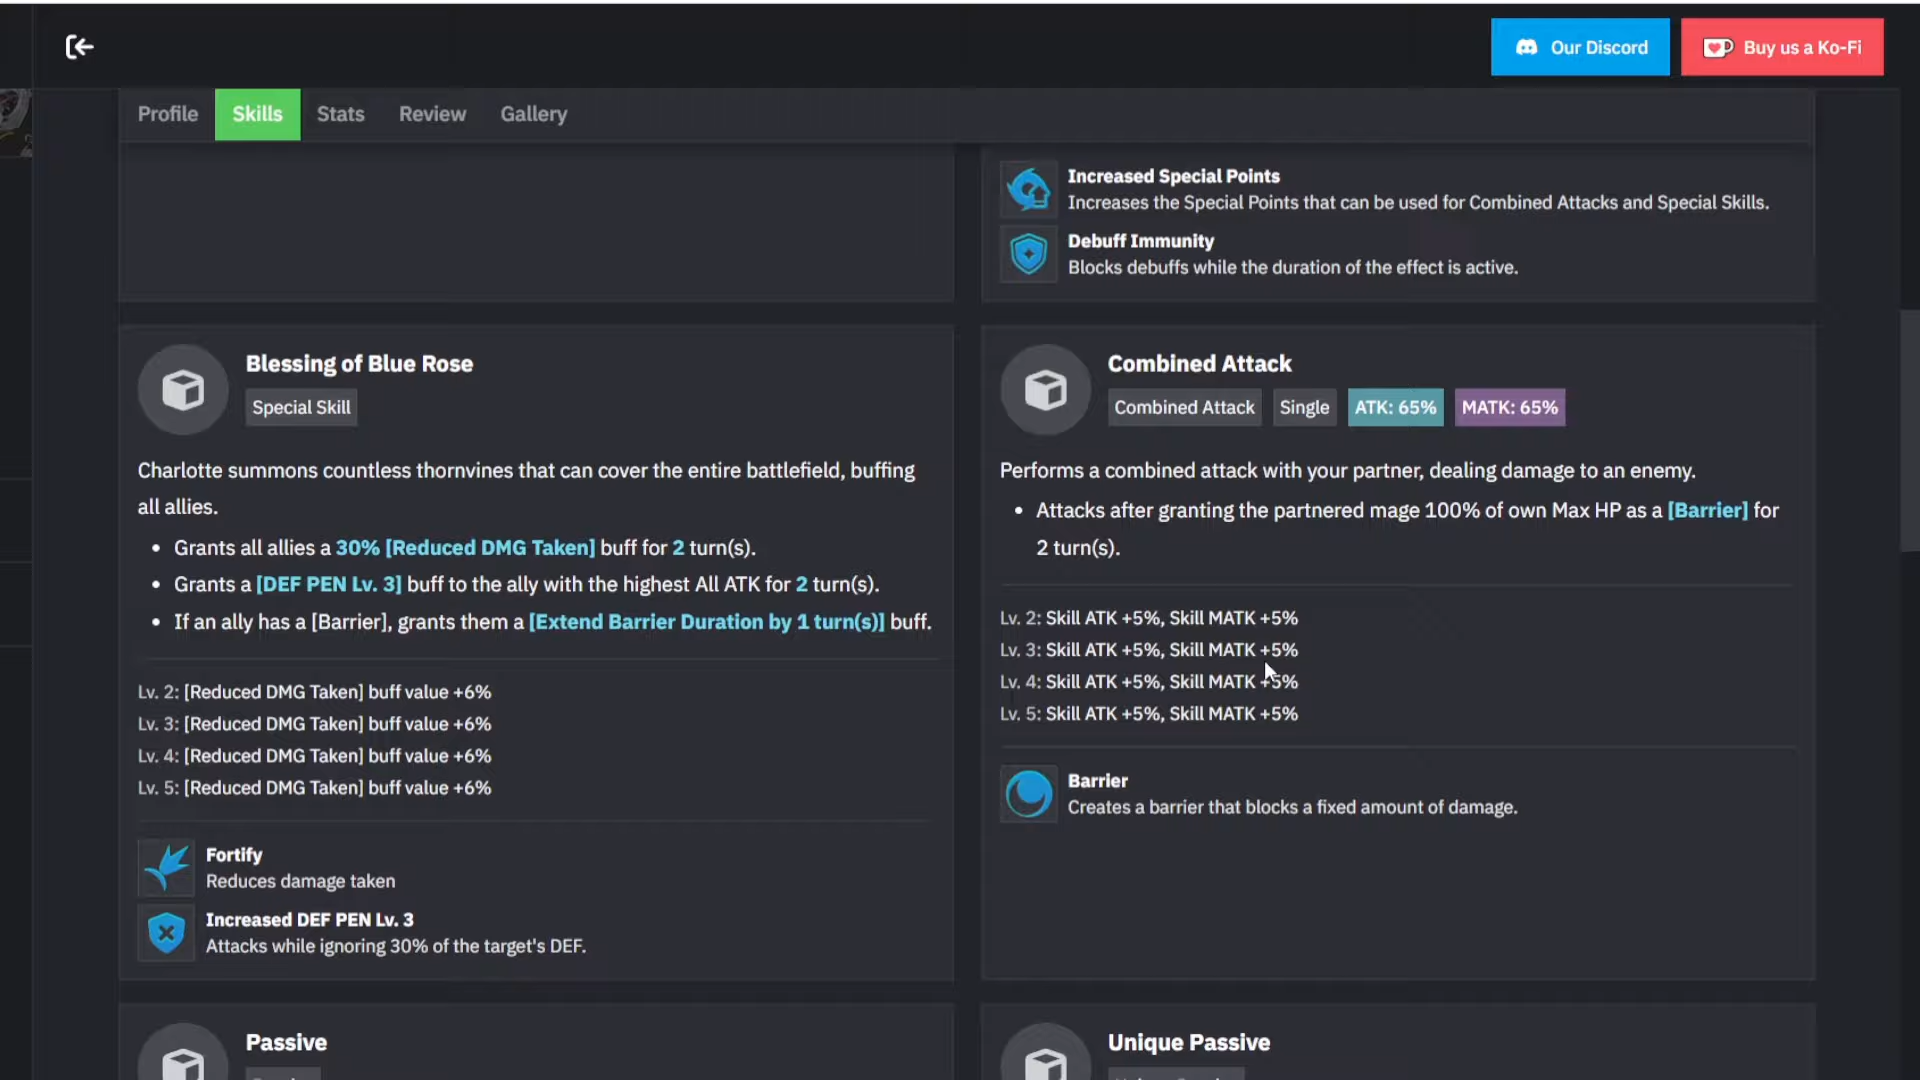 Our Discord
Buy us a Ko-Fi
Profile
Skills
Stats
Review
Gallery
Increased Special Points
Increases the Special Points that can be used for Combined Attacks and Special Skills.
Debuff Immunity
Blocks debuffs while the duration of the effect is active.
Blessing of Blue Rose
Special Skill
Charlotte summons countless thornvines that can cover the entire battlefield, buffing
all allies.
• Grants all allies a 30% [Reduced DMG Taken] buff for 2 turn(s).
• Grants a [DEF PEN Lv. 3] buff to the ally with the highest All ATK for 2 turn(s).
• If an ally has a [Barrier], grants them a [Extend Barrier Duration by 1 turn(s)] buff.
Lv. 2: [Reduced DMG Taken] buff value +6%
Lv. 3: [Reduced DMG Taken] buff value +6%
Lv. 4: [Reduced DMG Taken] buff value +6%
Lv. 5: [Reduced DMG Taken] buff value +6%
Fortify
Reduces damage taken
Increased DEF PEN Lv. 3
Attacks while ignoring 30% of the target's DEF.
Combined Attack
Combined Attack
Single
ATK: 65%
MATK: 65%
Performs a combined attack with your partner, dealing damage to an enemy.
• Attacks after granting the partnered mage 100% of own Max HP as a [Barrier] for
2 turn(s).
Lv. 2: Skill ATK +5%, Skill MATK +5%
Lv. 3: Skill ATK +5%, Skill MATK +5%
Lv. 4: Skill ATK +5%, Skill MATK +5%
Lv. 5: Skill ATK +5%, Skill MATK +5%
Barrier
Creates a barrier that blocks a fixed amount of damage.
Passive
Unique Passive